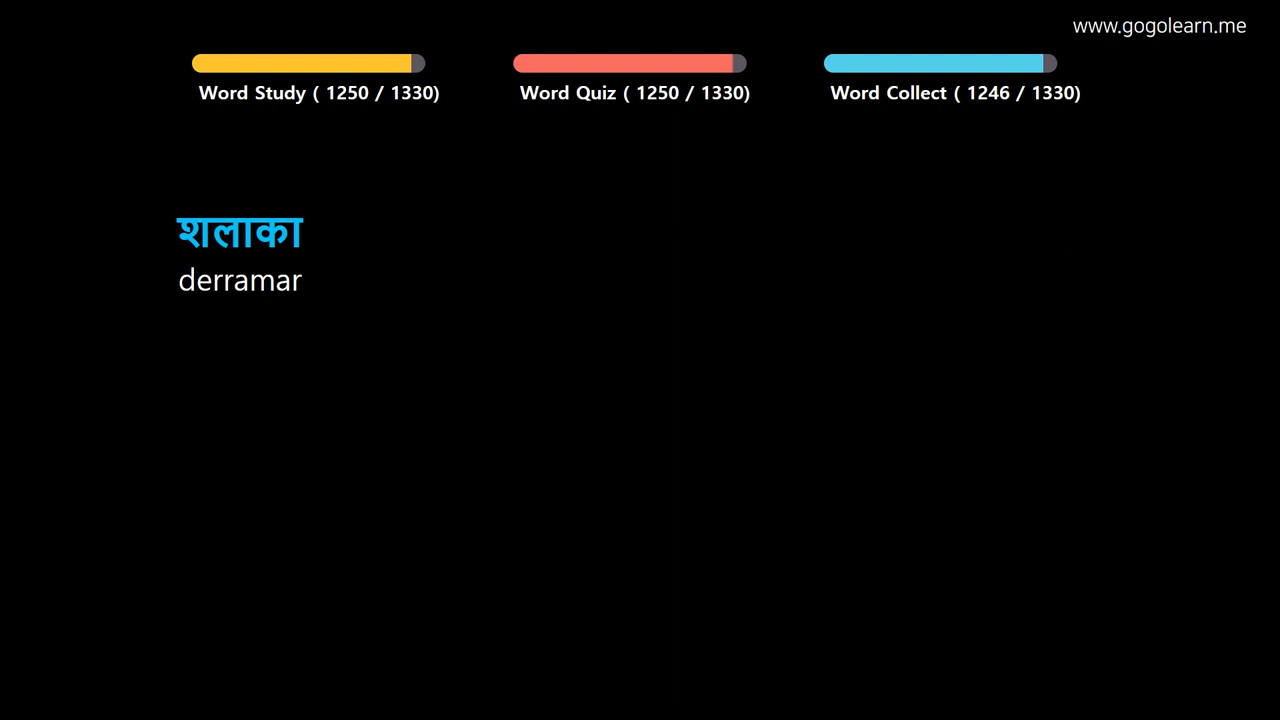 www.gogolearn.me
Word Study ( 1250 / 1330)
Word Quiz ( 1250 / 1330)
Word Collect ( 1246 / 1330)
शलाका
derramar